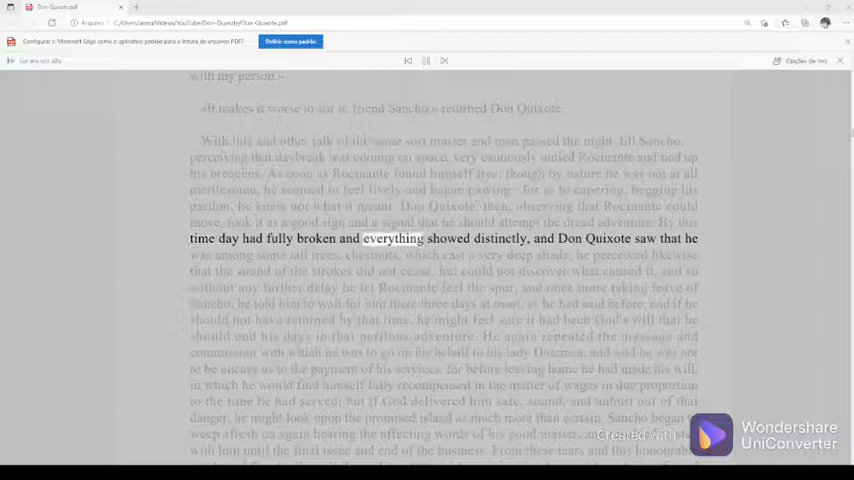 Don Quixote.pdf
Arquivo
C:/Users/
/Videos/YouTube/Don-Quixote/Don-Quixote.pdf
Configurar o Microsoft Edge como o aplicativo padrão para a leitura de arquivos PDF?
Definir como padrão
Ler em voz alta
Opções de voz
with my person.»
«It makes it worse to stir it, friend Sancho,» returned Don Quixote.
With this and other talk of the same sort master and man passed the night, till Sancho,
perceiving that daybreak was coming on apace, very cautiously untied Rocinante and tied up
his breeches. As soon as Rocinante found himself free, though by nature he was not at all
mettlesome, he seemed to feel lively and began pawing—for as to capering, begging his
pardon, he knew not what it meant. Don Quixote, then, observing that Rocinante could
move, took it as a good sign and a signal that he should attempt the dread adventure. By this
time day had fully broken and everything showed distinctly, and Don Quixote saw that he
was among some tall trees, chestnuts, which cast a very deep shade; he perceived likewise
that the sound of the strokes did not cease, but could not discover what caused it, and so
without any further delay he let Rocinante feel the spur, and once more taking leave of
Sancho, he told him to wait for him there three days at most, as he had said before, and if he
should not have returned by that time, he might feel sure it had been God's will that he
should end his days in that perilous adventure. He again repeated the message and
commission with which he was to go on his behalf to his lady Dulcinea, and said he was not
to be uneasy as to the payment of his services, for before leaving home he had made his will,
in which he would find himself fully recompensed in the matter of wages in due proportion
to the time he had served; but if God delivered him safe, sound, and unhurt out of that
danger, he might look upon the promised island as much more than certain. Sancho began
weep afresh on again hearing the affecting words of his good master, and
with him until the final issue and end of the business. From these tears and this honourable
Created with
Wondershare
UniConverter